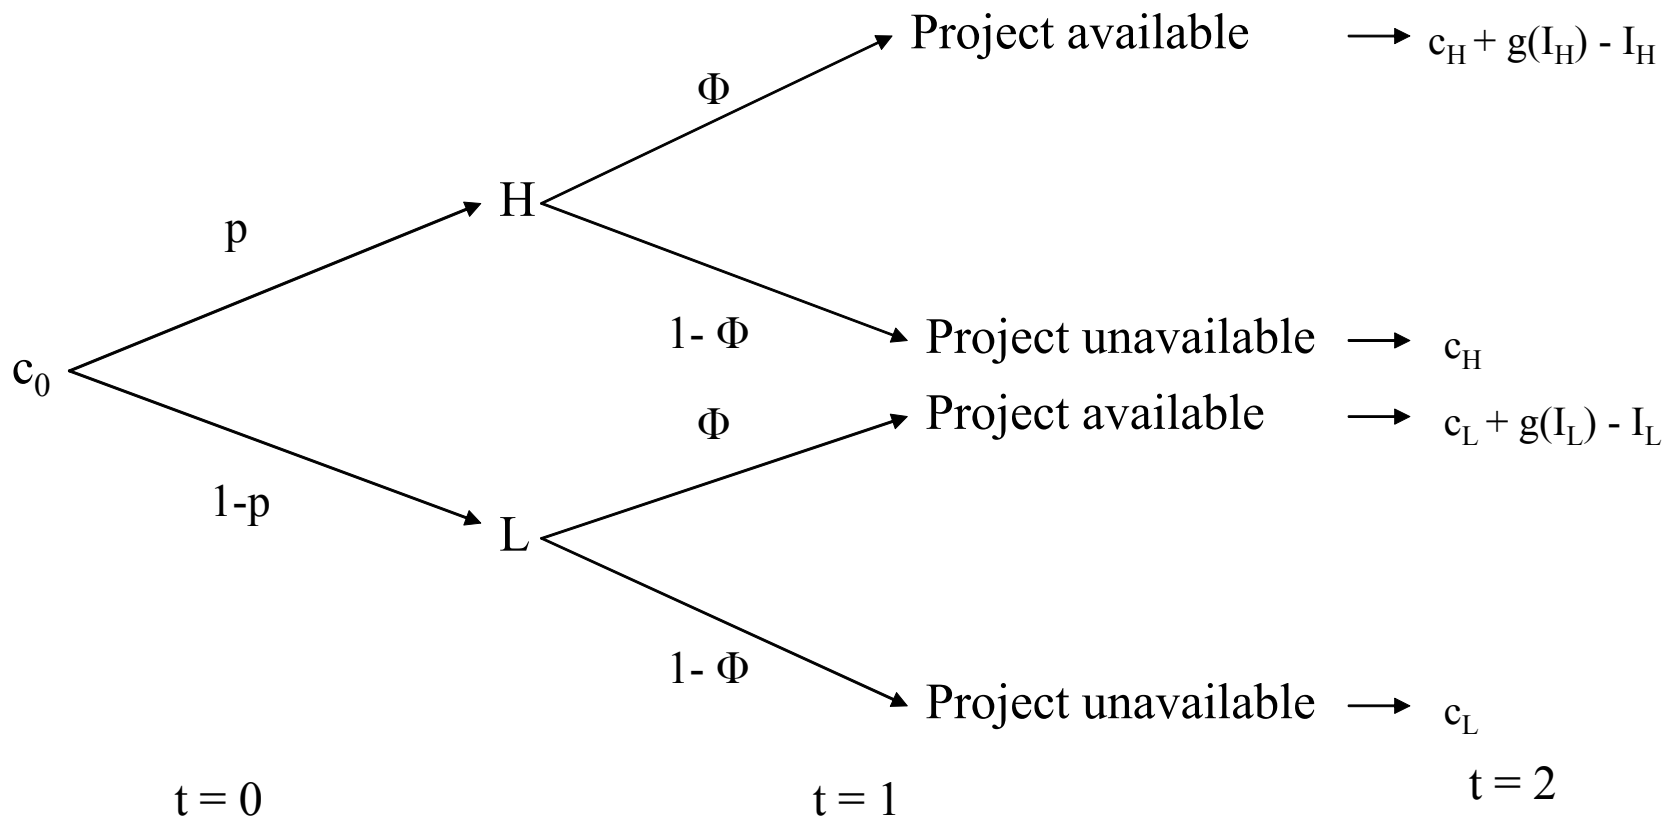 Project available
c_H + g(I_H) - I_H
Φ
H
p
1- Φ
Project unavailable
c_H
c_0
Φ
Project available
c_L + g(I_L) - I_L
1-p
L
1- Φ
Project unavailable
c_L
t = 0
t = 1
t = 2